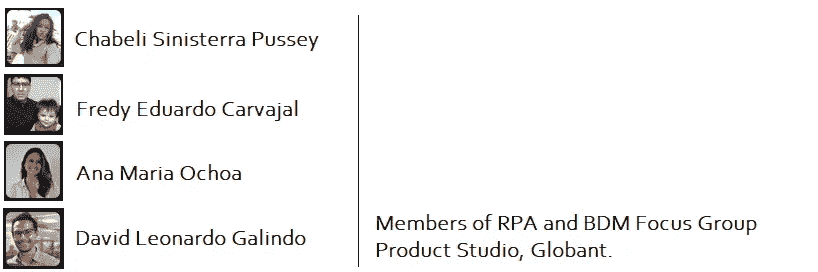 Chabeli Sinisterra Pussey
Fredy Eduardo Carvajal
Ana Maria Ochoa
David Leonardo Galindo
Members of RPA and BDM Focus Group
Product Studio, Globant.